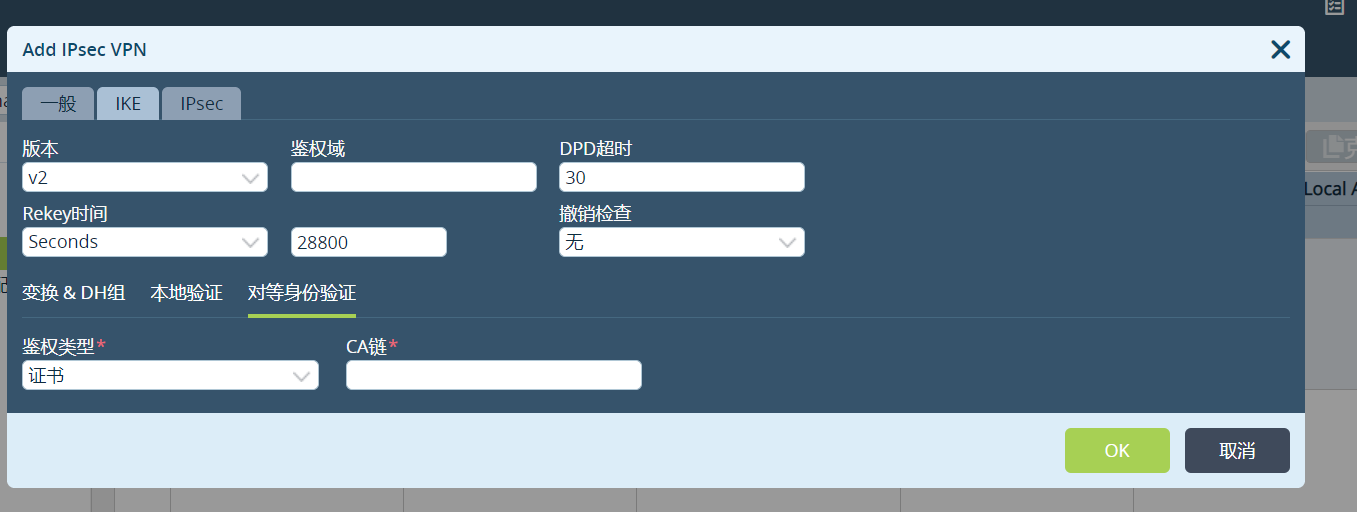 Add IPsec VPN
一般 IKE IPsec
版本 鉴权域 DPD超时
v2 30
Rekey时间 撤销检查
Seconds 28800 无
变换 & DH组 本地验证 对等身份验证
鉴权类型* CA链*
证书
OK 取消
Local A